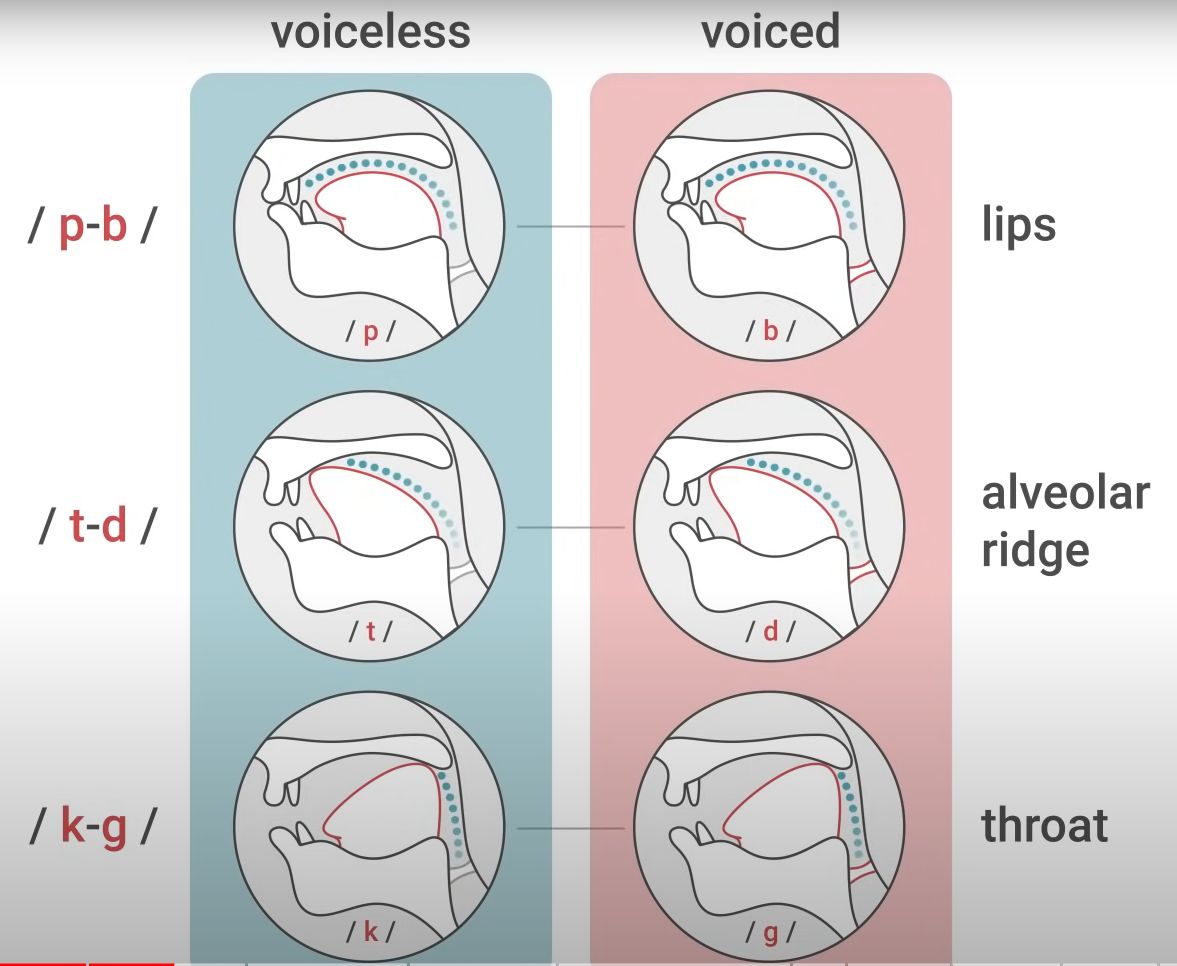 voiceless voiced
/ p-b /
/ p /
/ b /
lips
/ t-d /
/ t /
/ d /
alveolar
ridge
/ k-g /
/ k /
/ g /
throat